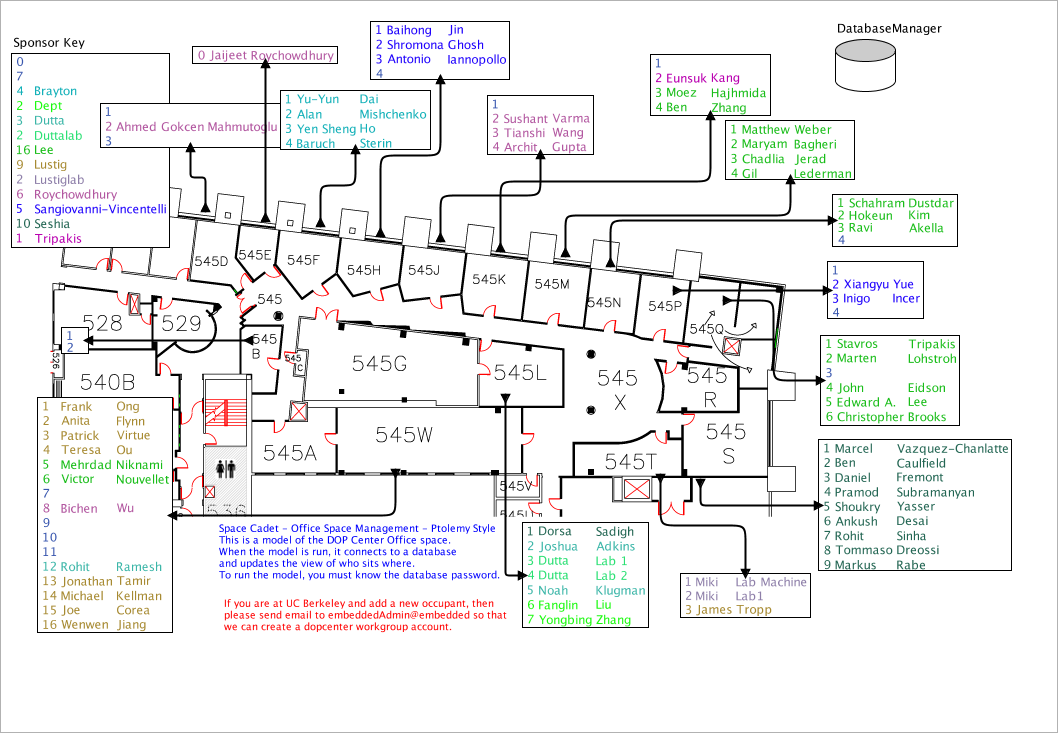 Sponsor Key
0
7
4 Brayton
2 Dept
3 Dutta
2 Duttalab
16 Lee
9 Lustig
2 Lustiglab
6 Roychowdhury
5 Sangiovanni-Vincentelli
10 Seshia
1 Tripakis
0 Jaijeet Roychowdhury
1
2 Ahmed Gokcen Mahmutoglu
3
1 Yu-Yun Dai
2 Alan Mishchenko
3 Yen Sheng Ho
4 Baruch Sterin
1 Baihong Jin
2 Shromona Ghosh
3 Antonio Iannopollo
4
1
2 Sushant Varma
3 Tianshi Wang
4 Archit Gupta
1
2 Eunsuk Kang
3 Moez Hajhmida
4 Ben Zhang
DatabaseManager
1 Matthew Weber
2 Maryam Bagheri
3 Chadlia Jerad
4 Gil Lederman
1 Schahram Dustdar
2 Hokeun Kim
3 Ravi Akella
4
1
2 Xiangyu Yue
3 Inigo Incer
4
1 Stavros Tripakis
2 Marten Lohstroh
3
4 John Eidson
5 Edward A. Lee
6 Christopher Brooks
1 Marcel Vazquez-Chanlatte
2 Ben Caulfield
3 Daniel Fremont
4 Pramod Subramanyan
5 Shoukry Yasser
6 Ankush Desai
7 Rohit Sinha
8 Tommaso Dreossi
9 Markus Rabe
545D
545E
545F
545H
545J
545K
545M
545N
545P
545Q
528
529
545
545
B
545
C
545G
545L
545
X
545
R
1
2
526
540B
545A
545W
545T
545
S
545V
545U
1 Frank Ong
2 Anita Flynn
3 Patrick Virtue
4 Teresa Ou
5 Mehrdad Niknami
6 Victor Nouvellet
7
8 Bichen Wu
9
10
11
12 Rohit Ramesh
13 Jonathan Tamir
14 Michael Kellman
15 Joe Corea
16 Wenwen Jiang
Space Cadet - Office Space Management - Ptolemy Style
This is a model of the DOP Center Office space.
When the model is run, it connects to a database
and updates the view of who sits where.
To run the model, you must know the database password.
If you are at UC Berkeley and add a new occupant, then
please send email to embeddedAdmin@embedded so that
we can create a dopcenter workgroup account.
1 Dorsa Sadigh
2 Joshua Adkins
3 Dutta Lab 1
4 Dutta Lab 2
5 Noah Klugman
6 Fanglin Liu
7 Yongbing Zhang
1 Miki Lab Machine
2 Miki Lab1
3 James Tropp